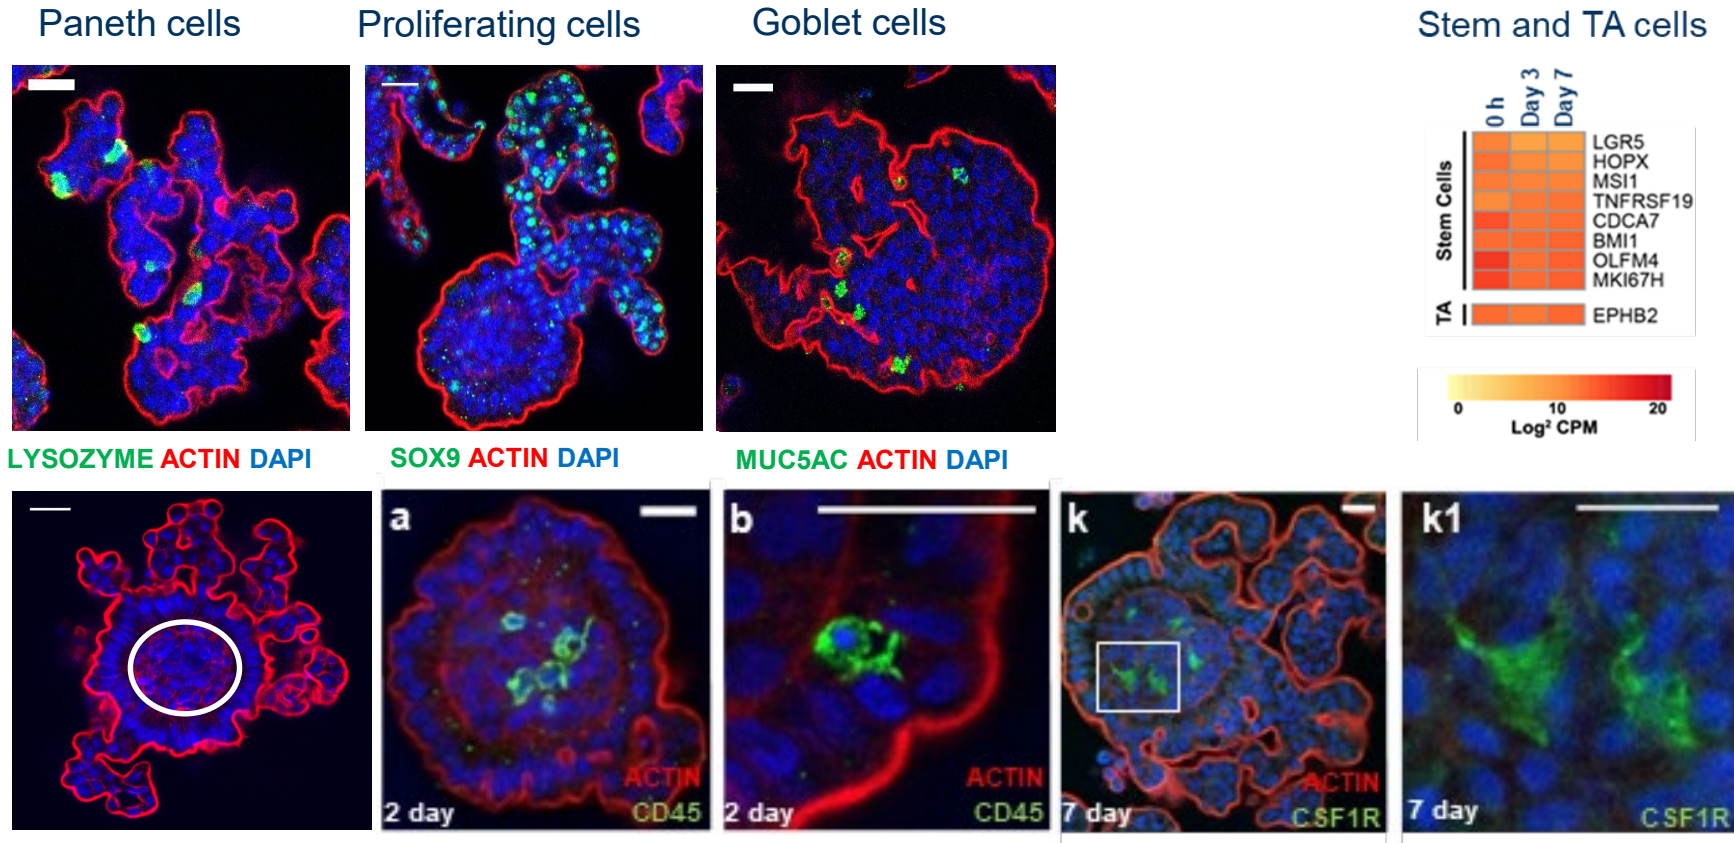 Paneth cells
Proliferating cells
Goblet cells
Stem and TA cells
0 h
Day 3
Day 7
Stem Cells
LGR5
HOPX
MSI1
TNFRSF19
CDCA7
BMI1
OLFM4
MKI67H
TA
EPHB2
0 10 20
Log² CPM
LYSOZYME ACTIN DAPI
SOX9 ACTIN DAPI
MUC5AC ACTIN DAPI
a
ACTIN
2 day
CD45
b
ACTIN
2 day
CD45
k
ACTIN
7 day
CSF1R
k1
7 day
CSF1R